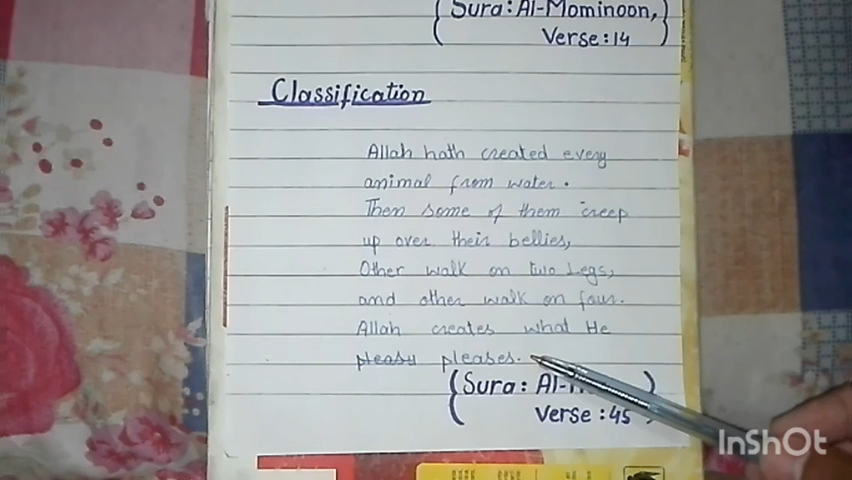 {Sura: Al-Mominoon,
Verse:14}
Classification
Allah hath created every
animal from water.
Then some of them creep
up over their bellies,
Other walk on two Legs,
and other walk on four.
Allah creates what He
pleases.
(Sura: Al-
Verse:45)
InShOt